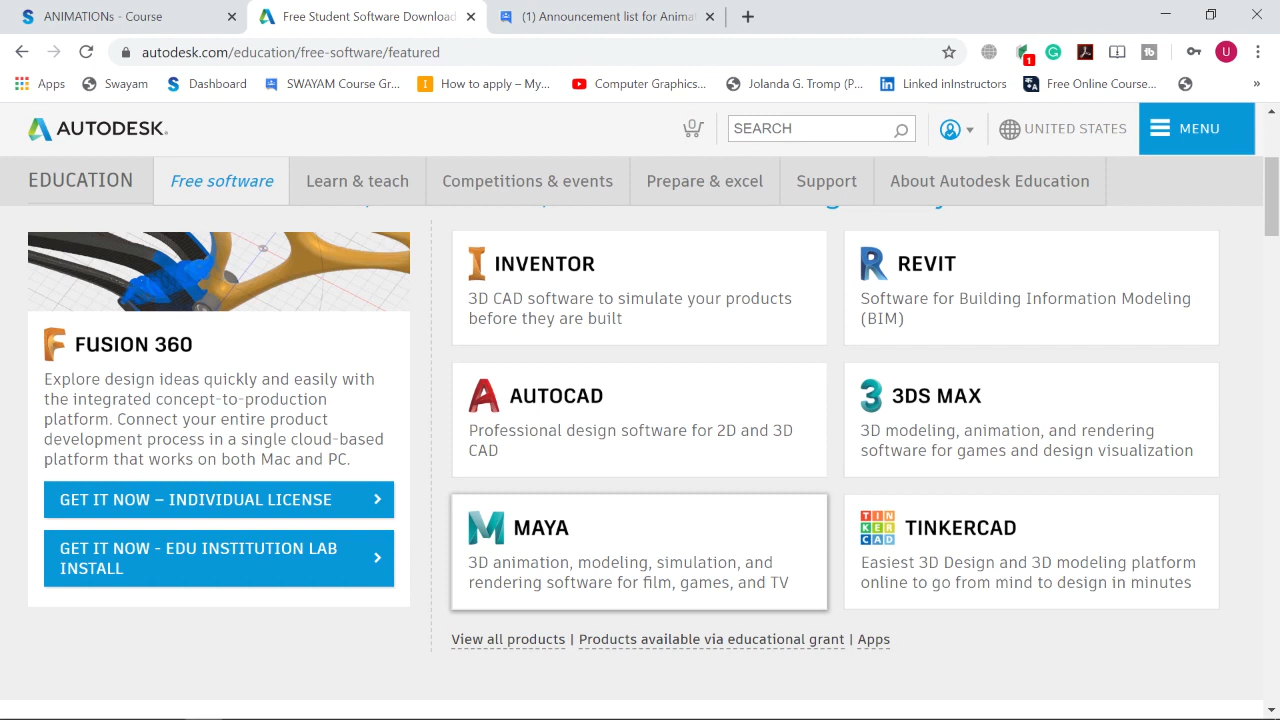 ANIMATIONs - Course
Free Student Software Download
(1) Announcement list for Animat
autodesk.com/education/free-software/featured
1
U
Apps
Swayam
Dashboard
SWAYAM Course Gr...
How to apply – My...
Computer Graphics...
Jolanda G. Tromp (P...
Linked inInstructors
Free Online Course...
»
AUTODESK.
0
SEARCH
UNITED STATES
MENU
EDUCATION
Free software
Learn & teach
Competitions & events
Prepare & excel
Support
About Autodesk Education
FUSION 360
Explore design ideas quickly and easily with
the integrated concept-to-production
platform. Connect your entire product
development process in a single cloud-based
platform that works on both Mac and PC.
GET IT NOW – INDIVIDUAL LICENSE
GET IT NOW - EDU INSTITUTION LAB
INSTALL
INVENTOR
3D CAD software to simulate your products
before they are built
REVIT
Software for Building Information Modeling
(BIM)
AUTOCAD
Professional design software for 2D and 3D
CAD
3DS MAX
3D modeling, animation, and rendering
software for games and design visualization
MAYA
3D animation, modeling, simulation, and
rendering software for film, games, and TV
TIN
KER
CAD
TINKERCAD
Easiest 3D Design and 3D modeling platform
online to go from mind to design in minutes
View all products | Products available via educational grant | Apps